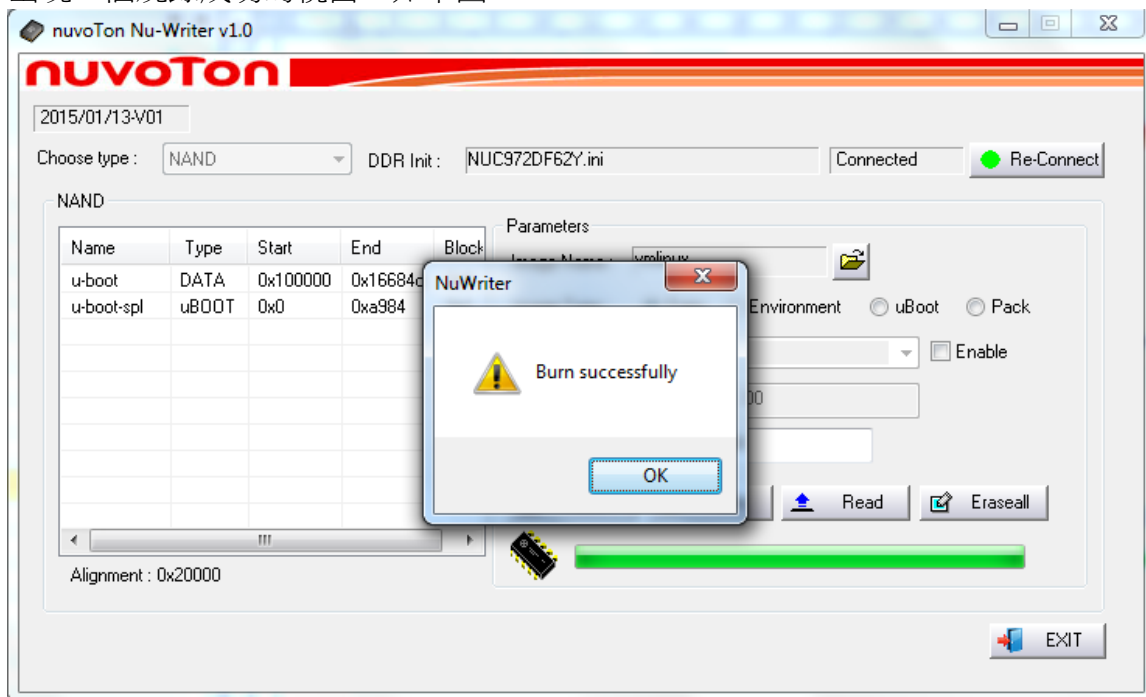 nuvoTon Nu-Writer v1.0
nuvoTon
2015/01/13-V01
Choose type : NAND DDR Init : NUC972DF62Y.ini Connected Re-Connect
NAND
Parameters
Name Type Start End Block
vmlinux
u-boot DATA 0x100000 0x16684c
u-boot-spl uBOOT 0x0 0xa984
Environment uBoot Pack
Enable
NuWriter
Burn successfully
OK
Read Eraseall
Alignment : 0x20000
EXIT